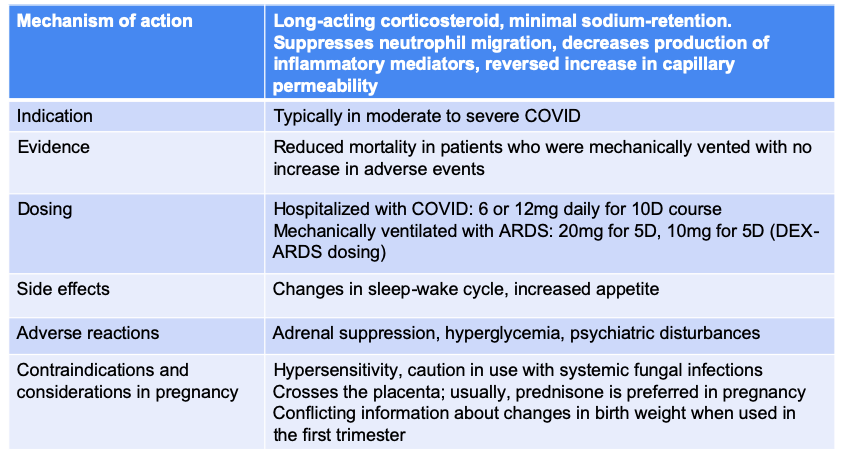 Mechanism of action
Long-acting corticosteroid, minimal sodium-retention.
Suppresses neutrophil migration, decreases production of
inflammatory mediators, reversed increase in capillary
permeability
Indication
Typically in moderate to severe COVID
Evidence
Reduced mortality in patients who were mechanically vented with no
increase in adverse events
Dosing
Hospitalized with COVID: 6 or 12mg daily for 10D course
Mechanically ventilated with ARDS: 20mg for 5D, 10mg for 5D (DEX-
ARDS dosing)
Side effects
Changes in sleep-wake cycle, increased appetite
Adverse reactions
Adrenal suppression, hyperglycemia, psychiatric disturbances
Contraindications and
considerations in pregnancy
Hypersensitivity, caution in use with systemic fungal infections
Crosses the placenta; usually, prednisone is preferred in pregnancy
Conflicting information about changes in birth weight when used in
the first trimester